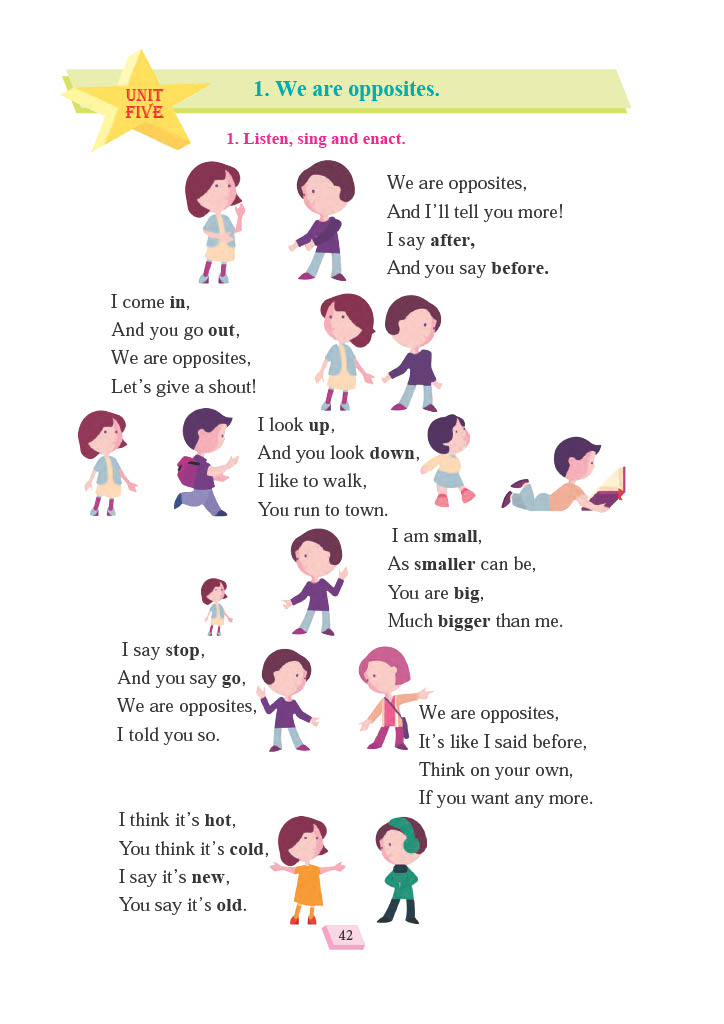 UNIT
FIVE
1. We are opposites.
1. Listen, sing and enact.
We are opposites,
And I’ll tell you more!
I say after,
And you say before.
I come in,
And you go out,
We are opposites,
Let’s give a shout!
I look up,
And you look down,
I like to walk,
You run to town.
I am small,
As smaller can be,
You are big,
Much bigger than me.
I say stop,
And you say go,
We are opposites,
I told you so.
We are opposites,
It’s like I said before,
Think on your own,
If you want any more.
I think it’s hot,
You think it’s cold,
I say it’s new,
You say it’s old.
42